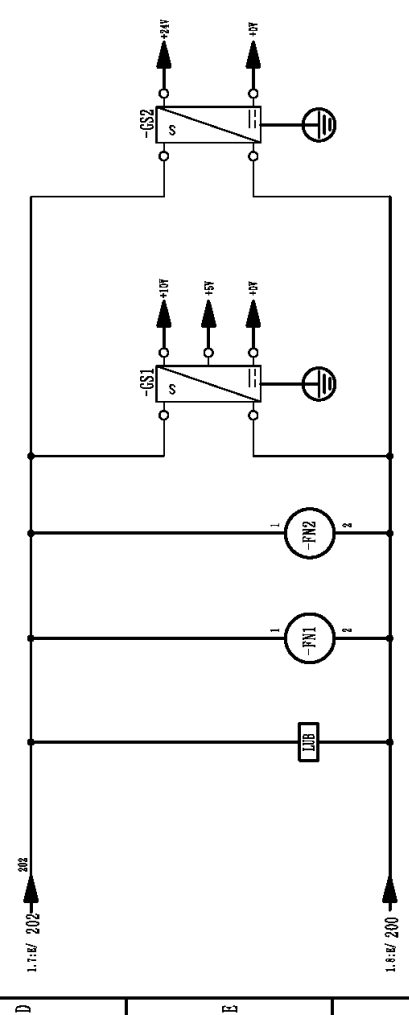 +24V
+0V
-GS2
S
+10V
+5V
+0V
-GS1
S
1
-FN2
2
1
-FN1
2
LUB
202
1.7:E/ 202
1.8:E/ 200
D
E